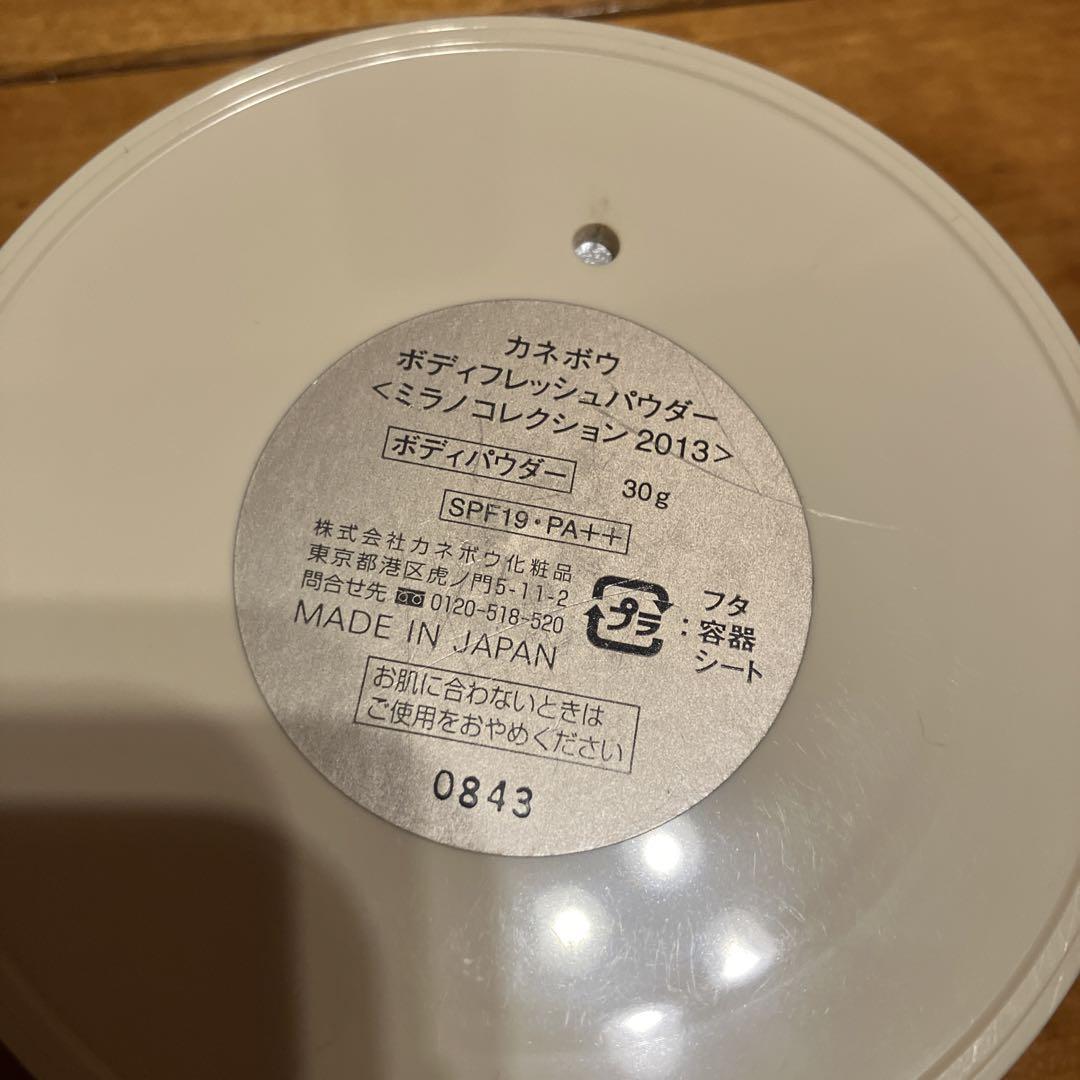 カネボウ
ボディフレッシュパウダー
<ミラノコレクション 2013>
ボディパウダー 30g
SPF19・PA++
株式会社カネボウ化粧品
東京都港区虎ノ門5-11-2
問合せ先 0120-518-520
MADE IN JAPAN
プラ
: フタ
容器
シート
お肌に合わないときは
ご使用をおやめください
0843